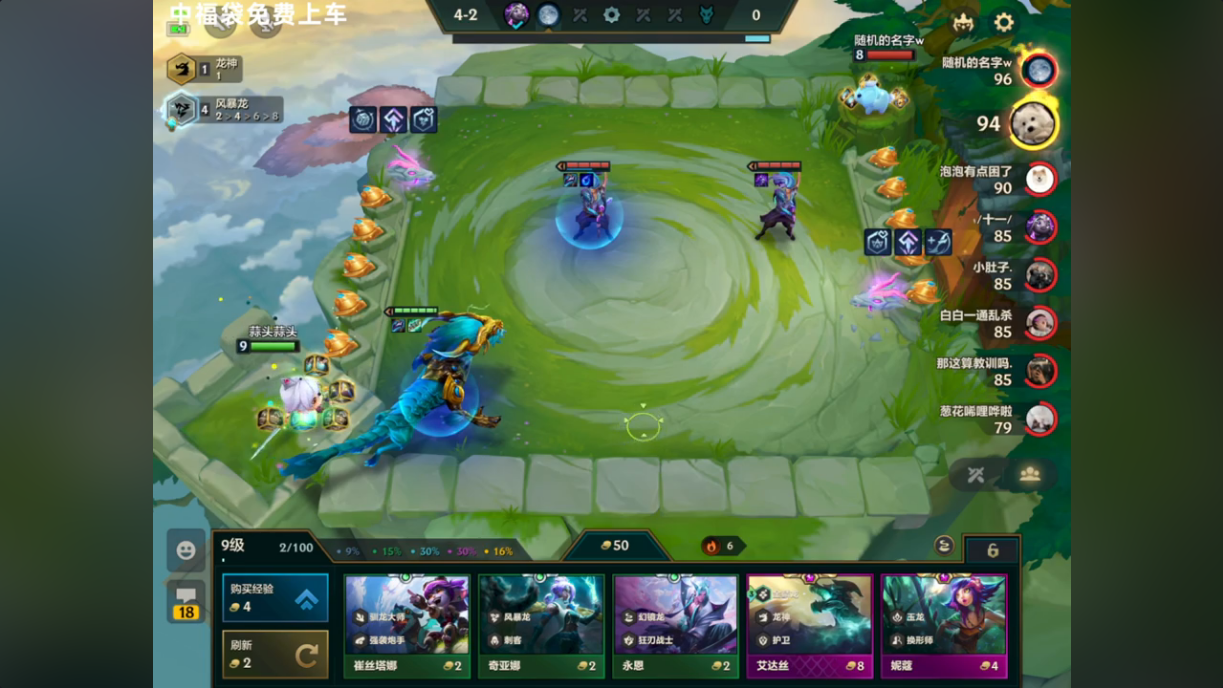 中福袋免费上车
4-2
0
1 龙神
1
4 风暴龙
2 > 4 > 6 > 8
随机的名字w
8
随机的名字w
96
94
泡泡有点困了
90
/十一/
85
小肚子.
85
白白一通乱杀
85
那这算教训吗.
85
葱花唏哩哗啦
79
蒜头蒜头
9
9级
2/100
9% 15% 30% 30% 16%
50
6
6
18
购买经验
4
刷新
2
驯龙大师
强袭炮手
崔丝塔娜 2
风暴龙
刺客
奇亚娜 2
幻镜龙
狂刃战士
永恩 2
龙神
护卫
艾达丝 8
玉龙
换形师
妮蔻 4